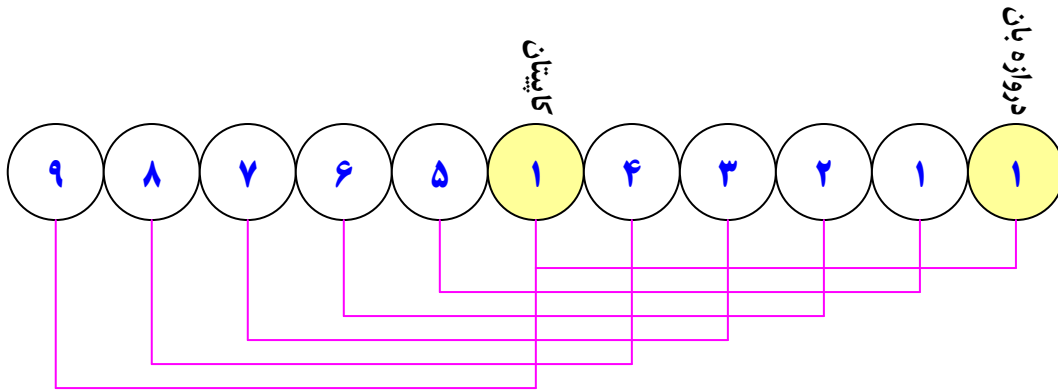 دروازه بان
کاپیتان
۱ ۱ ۲ ۳ ۴ ۱ ۵ ۶ ۷ ۸ ۹